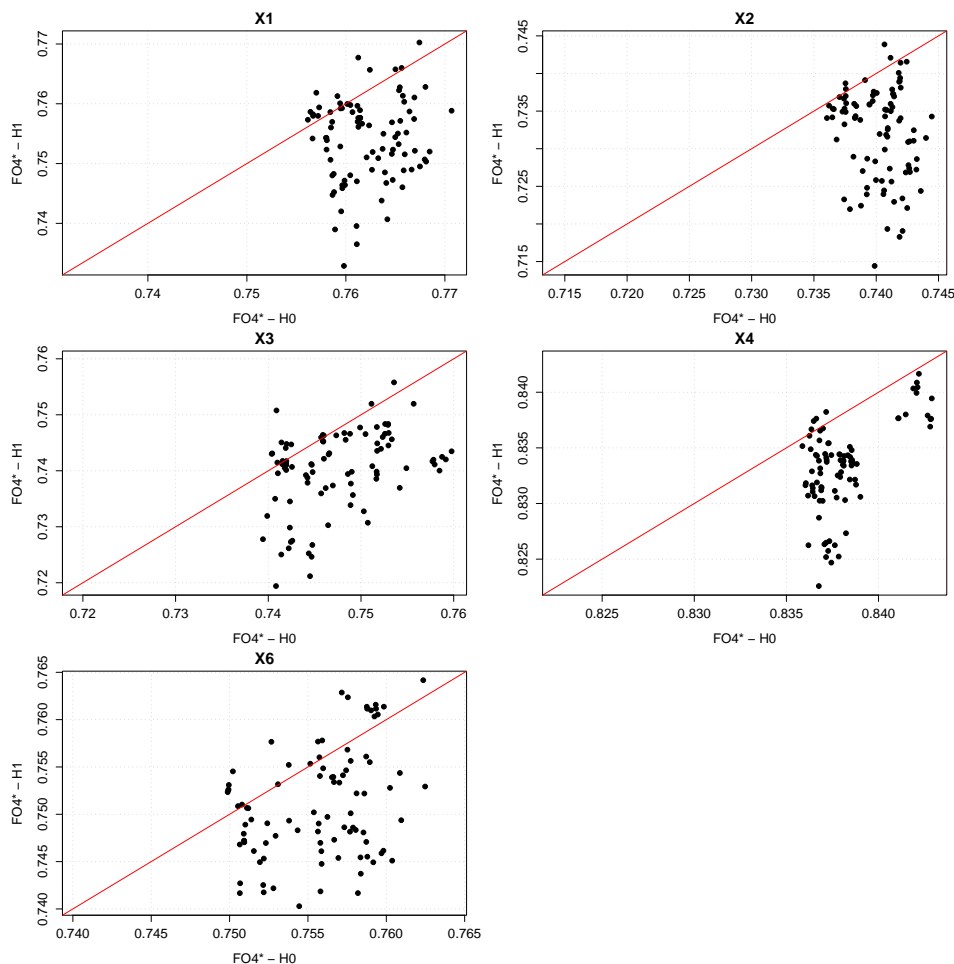 X1
FO4* − H1
0.77
0.76
0.75
0.74
0.74 0.75 0.76 0.77
FO4* − H0
X2
FO4* − H1
0.745
0.735
0.725
0.715
0.715 0.720 0.725 0.730 0.735 0.740 0.745
FO4* − H0
X3
FO4* − H1
0.76
0.75
0.74
0.73
0.72
0.72 0.73 0.74 0.75 0.76
FO4* − H0
X4
FO4* − H1
0.840
0.835
0.830
0.825
0.825 0.830 0.835 0.840
FO4* − H0
X6
FO4* − H1
0.765
0.760
0.755
0.750
0.745
0.740
0.740 0.745 0.750 0.755 0.760 0.765
FO4* − H0